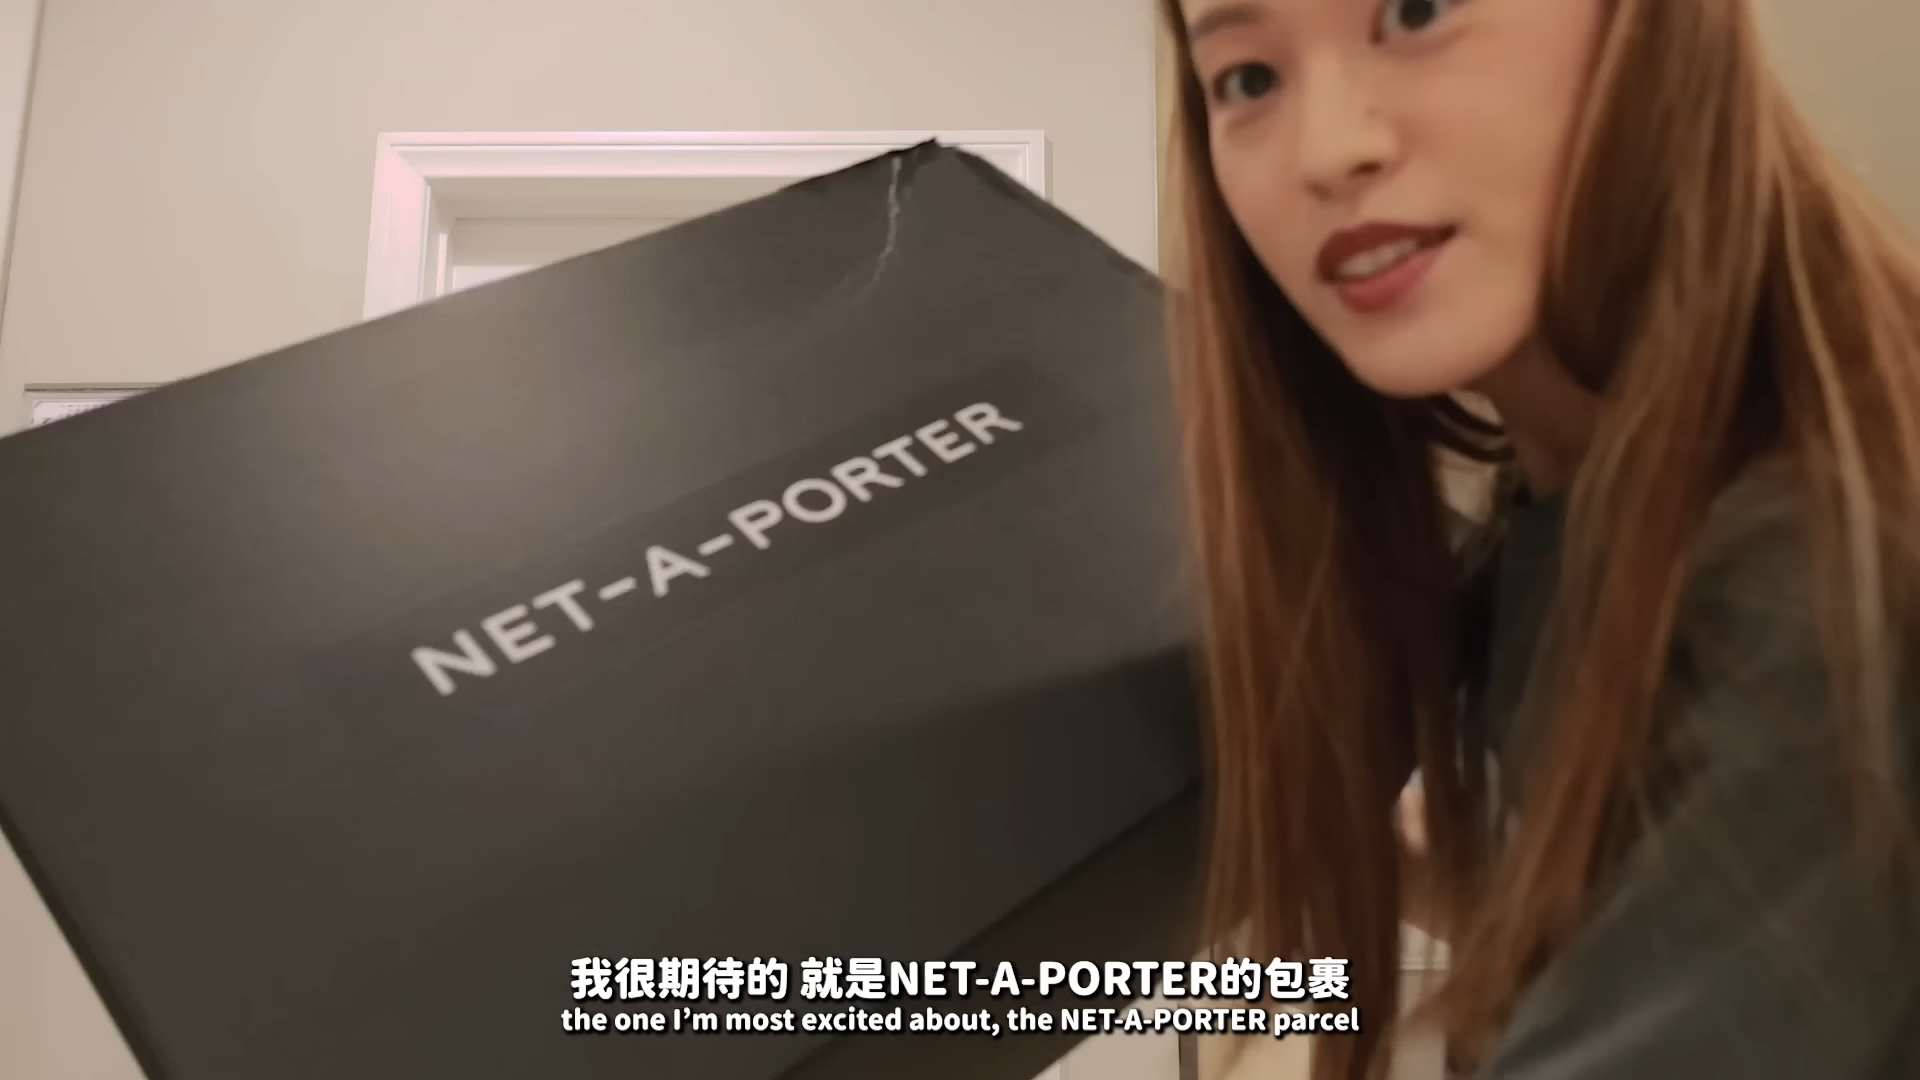 NET-A-PORTER
我很期待的 就是NET-A-PORTER的包裹
the one I'm most excited about, the NET-A-PORTER parcel